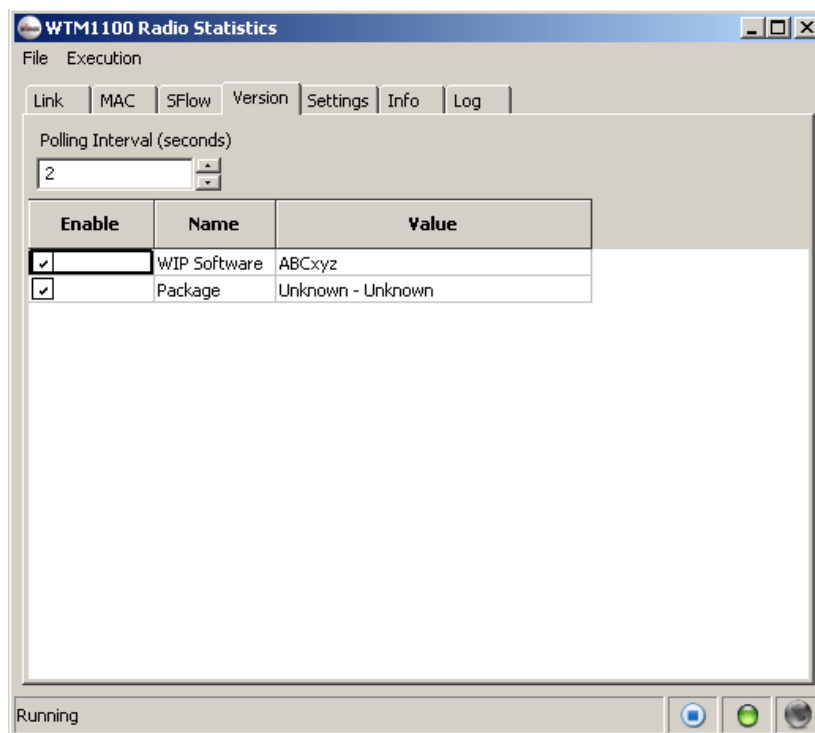 WTM1100 Radio Statistics
File Execution
Link MAC SFlow Version Settings Info Log
Polling Interval (seconds)
2
Enable Name Value
WIP Software ABCxyz
Package Unknown - Unknown
Running